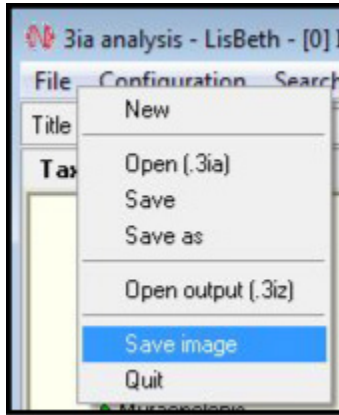 3ia analysis - LisBeth - [0]
File Configuration Search
Title
New
Open (.3ia)
Save
Save as
Open output (.3iz)
Save image
Quit